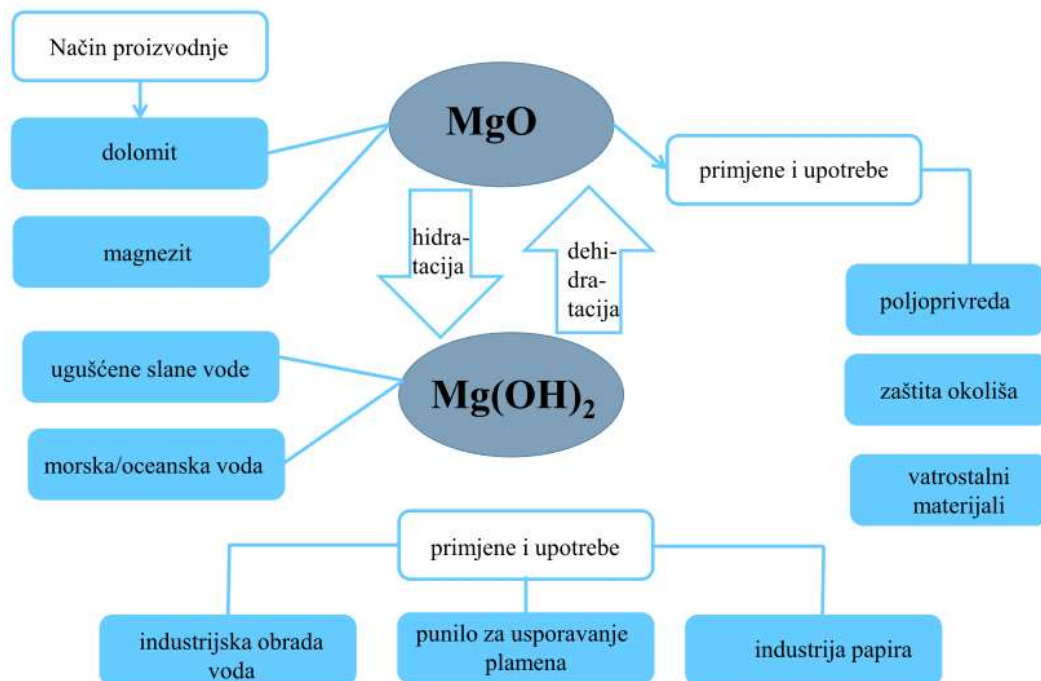 Način proizvodnje
MgO
dolomit
primjene i upotebe
magnezit
hidra-
tacija
dehi-
dra-
tacija
poljoprivreda
ugušćene slane vode
Mg(OH)₂
zaštita okoliša
morska/oceanska voda
vatrostalni
materijali
primjene i upotrebe
industrijska obrada
voda
punilo za usporavanje
plamena
industrija papira